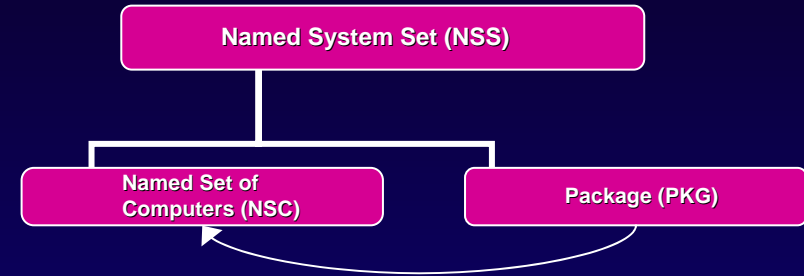 Named System Set (NSS)
Named Set of
Computers (NSC)
Package (PKG)